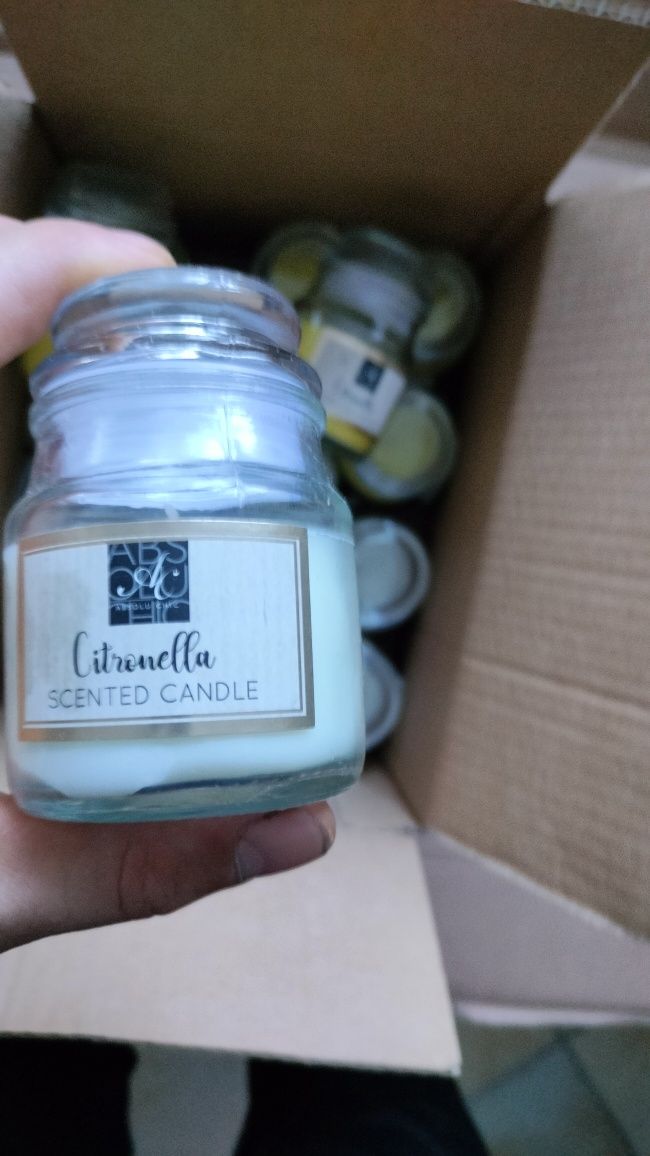 ABS
OLU
CHIC
AC
ABSOLU CHIC
Citronella
SCENTED CANDLE